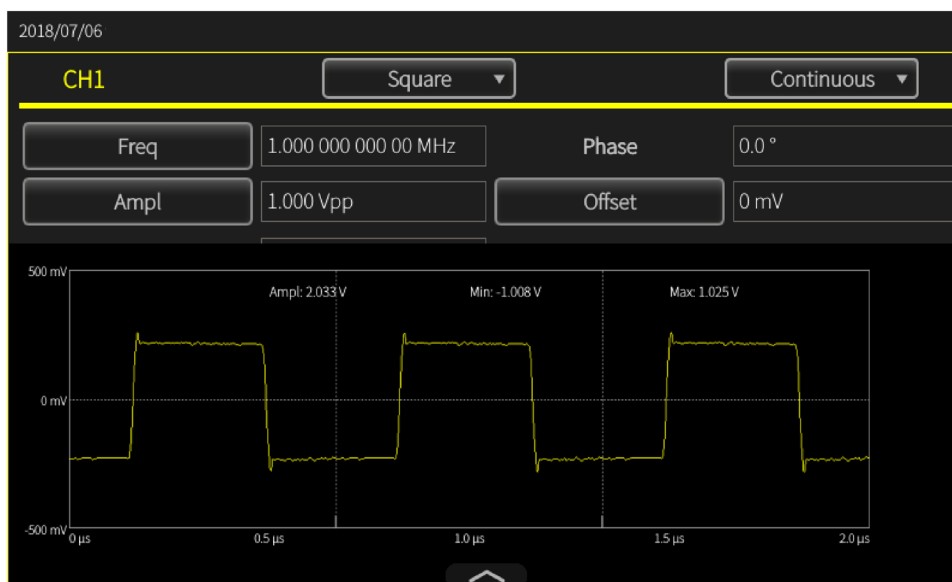 2018/07/06
CH1 Square Continuous
Freq 1.000 000 000 00 MHz Phase 0.0 °
Ampl 1.000 Vpp Offset 0 mV
500 mV
Ampl: 2.033 V Min: -1.008 V Max: 1.025 V
0 mV
-500 mV
0 µs 0.5 µs 1.0 µs 1.5 µs 2.0 µs